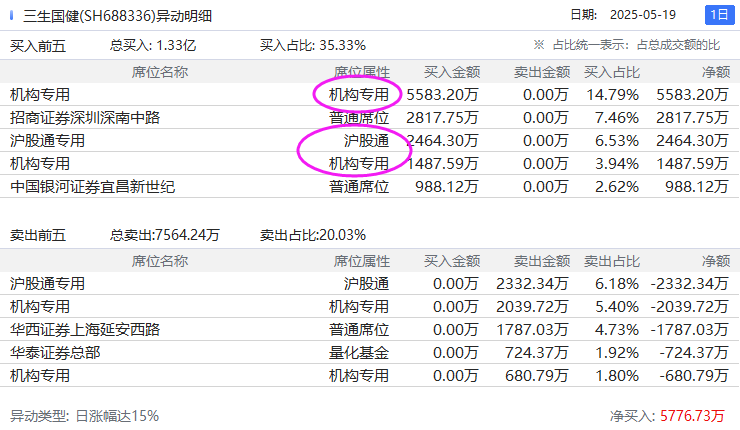 三生国健(SH688336)异动明细 日期: 2025-05-19 1日
买入前五 总买入: 1.33亿 买入占比: 35.33% ※ 占比统一表示：占总成交额的比
席位名称 席位属性 买入金额 卖出金额 买入占比 净额
机构专用 机构专用 5583.20万 0.00万 14.79% 5583.20万
招商证券深圳深南中路 普通席位 2817.75万 0.00万 7.46% 2817.75万
沪股通专用 沪股通 2464.30万 0.00万 6.53% 2464.30万
机构专用 机构专用 1487.59万 0.00万 3.94% 1487.59万
中国银河证券宜昌新世纪 普通席位 988.12万 0.00万 2.62% 988.12万
卖出前五 总卖出:7564.24万 卖出占比:20.03%
席位名称 席位属性 买入金额 卖出金额 卖出占比 净额
沪股通专用 沪股通 0.00万 2332.34万 6.18% -2332.34万
机构专用 机构专用 0.00万 2039.72万 5.40% -2039.72万
华西证券上海延安西路 普通席位 0.00万 1787.03万 4.73% -1787.03万
华泰证券总部 量化基金 0.00万 724.37万 1.92% -724.37万
机构专用 机构专用 0.00万 680.79万 1.80% -680.79万
异动类型: 日涨幅达15% 净买入: 5776.73万